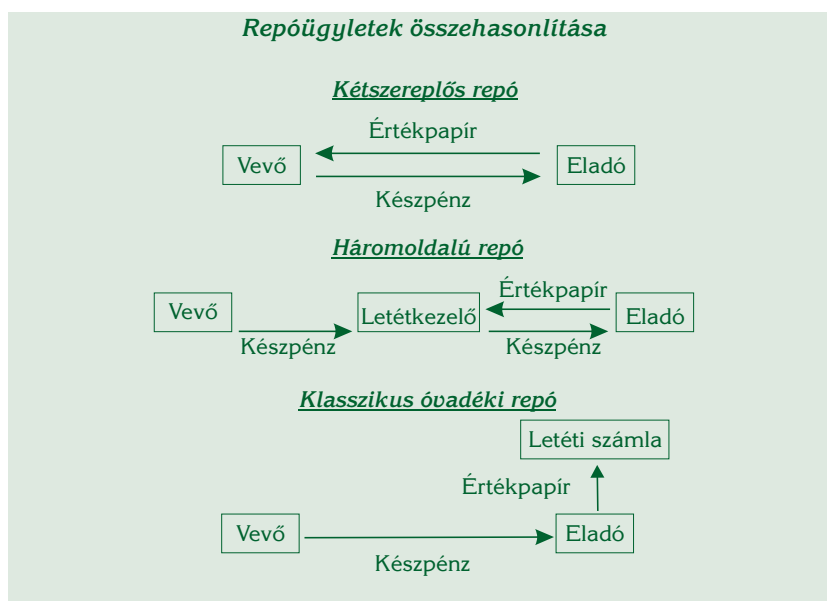 Repóügyletek összehasonlítása
Kétszereplős repó
Értékpapír
Vevő
Eladó
Készpénz
Háromoldalú repó
Értékpapír
Vevő
Letétkezelő
Eladó
Készpénz
Készpénz
Klasszikus óvadéki repó
Letéti számla
Értékpapír
Vevő
Eladó
Készpénz